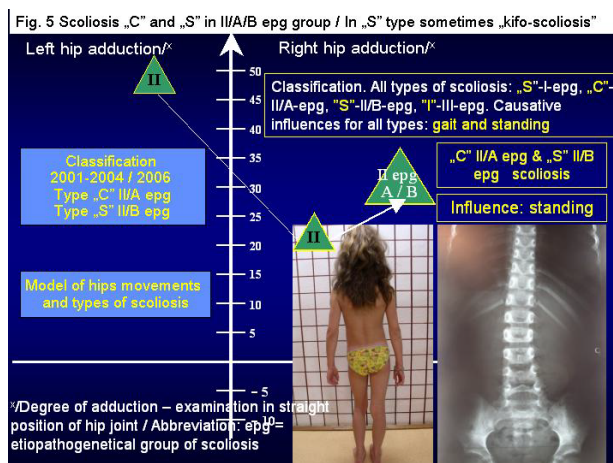 Fig. 5 Scoliosis „C” and „S” in II/A/B epg group / In „S” type sometimes „kifo-scoliosis”
Left hip adduction/x
Right hip adduction/x
II
50
45
40
35
30
25
20
15
10
5
– 5
– 10
Classification. All types of scoliosis: „S”-I-epg, „C”-
II/A-epg, "S"-II/B-epg, "I"-III-epg. Causative
influences for all types: gait and standing
Classification
2001-2004 / 2006
Type „C” II/A epg
Type „S” II/B epg
II epg
A / B
„C” II/A epg & „S” II/B
epg scoliosis
Influence: standing
II
Model of hips movements
and types of scoliosis
C
x/Degree of adduction – examination in straight
position of hip joint / Abbreviation: epg =
etiopathogenetical group of scoliosis